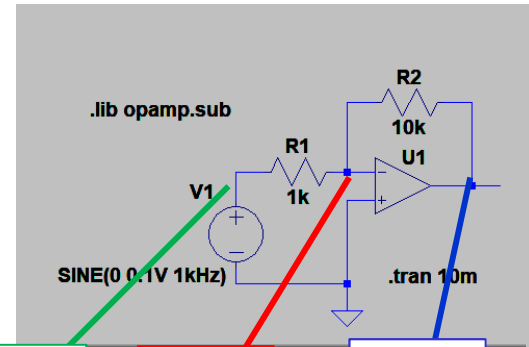 R2
.lib opamp.sub
10k
R1
U1
V1
1k
SINE(0 0.1V 1kHz)
.tran 10m